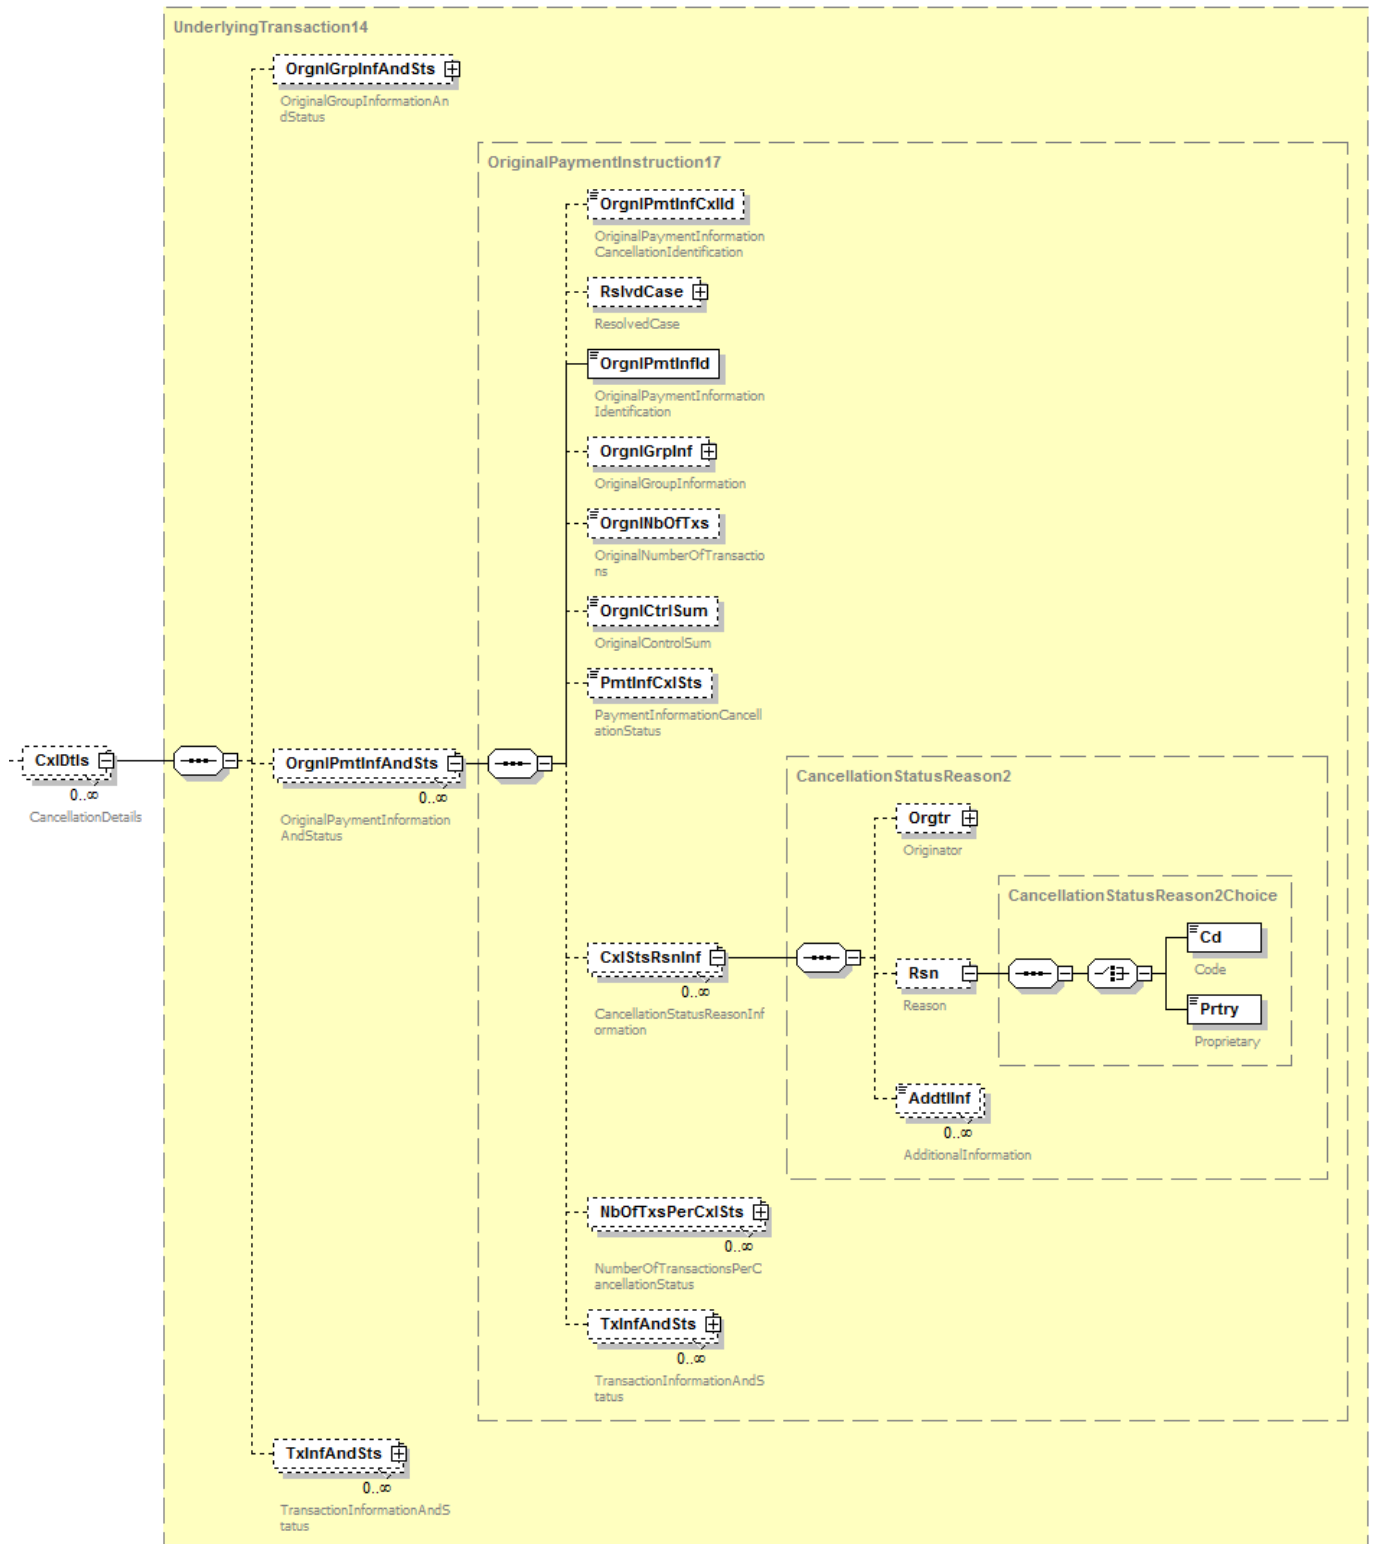 UnderlyingTransaction14
OrgnlGrpInfAndSts
OriginalGroupInformationAn
dStatus
OriginalPaymentInstruction17
OrgnlPmtInfCxlId
OriginalPaymentInformation
CancellationIdentification
RslvdCase
ResolvedCase
OrgnlPmtInfId
OriginalPaymentInformation
Identification
OrgnlGrpInf
OriginalGroupInformation
OrgnlNbOfTxs
OriginalNumberOfTransactio
ns
OrgnlCtrlSum
OriginalControlSum
PmtInfCxlSts
PaymentInformationCancell
ationStatus
CxlDtls
0..∞
CancellationDetails
OrgnlPmtInfAndSts
0..∞
OriginalPaymentInformation
AndStatus
CancellationStatusReason2
Orgtr
Originator
CancellationStatusReason2Choice
Cd
Code
CxlStsRsnInf
0..∞
CancellationStatusReasonInf
ormation
Rsn
Reason
Prtry
Proprietary
AddtlInf
0..∞
AdditionalInformation
NbOfTxsPerCxlSts
0..∞
NumberOfTransactionsPerC
ancellationStatus
TxInfAndSts
0..∞
TransactionInformationAndS
tatus
TxInfAndSts
0..∞
TransactionInformationAndS
tatus